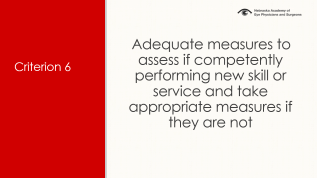 Nebraska Academy of
Eye Physicians and Surgeons
Criterion 6
Adequate measures to
assess if competently
performing new skill or
service and take
appropriate measures if
they are not